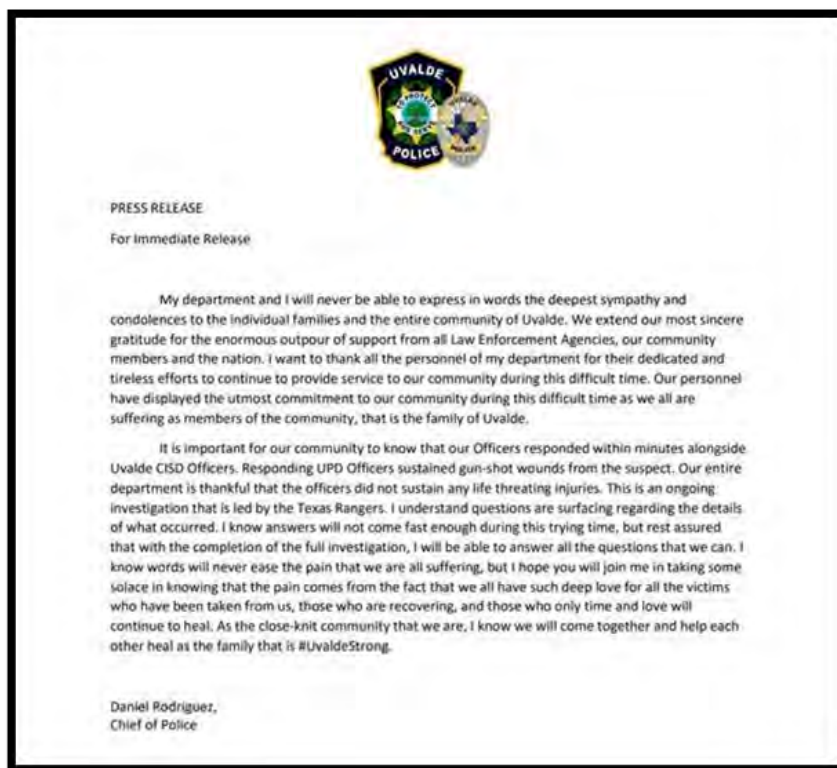 UVALDE
TO PROTECT
AND SERVE
POLICE
UVALDE
POLICE
PRESS RELEASE
For Immediate Release
My department and I will never be able to express in words the deepest sympathy and
condolences to the individual families and the entire community of Uvalde. We extend our most sincere
gratitude for the enormous outpour of support from all Law Enforcement Agencies, our community
members and the nation. I want to thank all the personnel of my department for their dedicated and
tireless efforts to continue to provide service to our community during this difficult time. Our personnel
have displayed the utmost commitment to our community during this difficult time as we all are
suffering as members of the community, that is the family of Uvalde.
It is important for our community to know that our Officers responded within minutes alongside
Uvalde CISD Officers. Responding UPD Officers sustained gun-shot wounds from the suspect. Our entire
department is thankful that the officers did not sustain any life threating injuries. This is an ongoing
investigation that is led by the Texas Rangers. I understand questions are surfacing regarding the details
of what occurred. I know answers will not come fast enough during this trying time, but rest assured
that with the completion of the full investigation, I will be able to answer all the questions that we can. I
know words will never ease the pain that we are all suffering, but I hope you will join me in taking some
solace in knowing that the pain comes from the fact that we all have such deep love for all the victims
who have been taken from us, those who are recovering, and those who only time and love will
continue to heal. As the close-knit community that we are, I know we will come together and help each
other heal as the family that is #UvaldeStrong.
Daniel Rodriguez,
Chief of Police